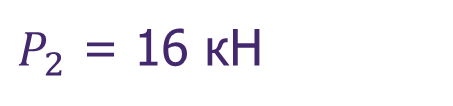 P₂ = 16 кН